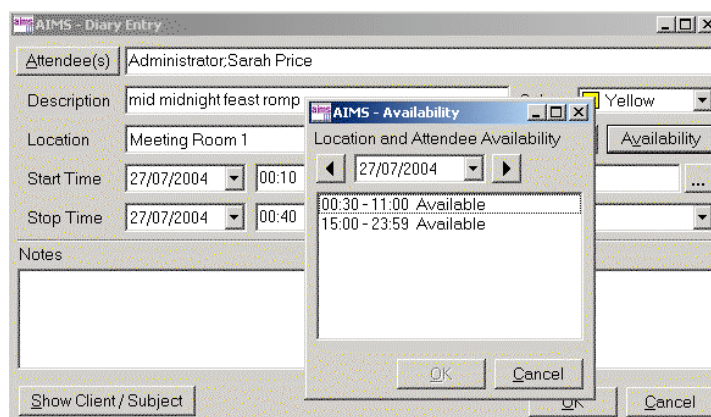 aims AIMS - Diary Entry
Attendee(s) Administrator;Sarah Price
Description mid midnight feast romp Yellow
aims AIMS - Availability
Location Meeting Room 1 Availability
Location and Attendee Availability
27/07/2004
Start Time 27/07/2004 00:10 ...
Stop Time 27/07/2004 00:40
00:30 - 11:00 Available
15:00 - 23:59 Available
Notes
OK Cancel
Show Client / Subject OK Cancel